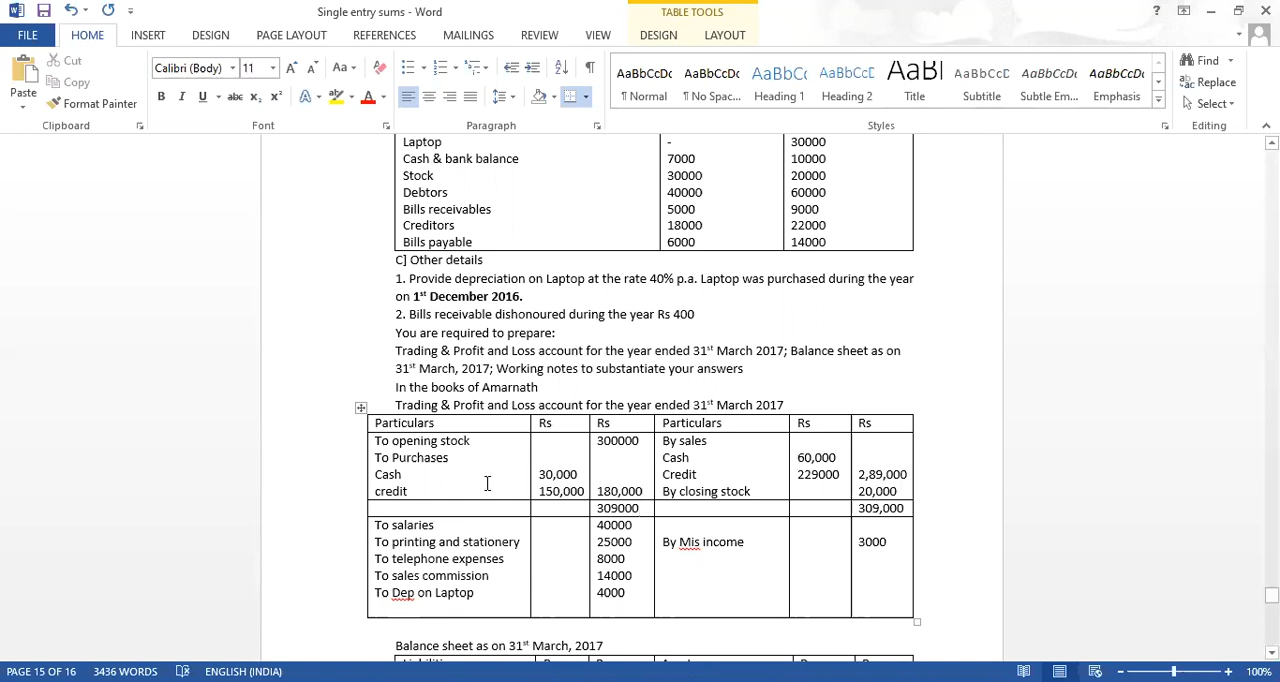 Single entry sums - Word
TABLE TOOLS
FILE HOME INSERT DESIGN PAGE LAYOUT REFERENCES MAILINGS REVIEW VIEW DESIGN LAYOUT
Paste
Cut
Copy
Format Painter
Clipboard
Calibri (Body) 11
Font
Paragraph
AaBbCcDc AaBbCcDc AaBbCc AaBbCcC AaBl AaBbCcD AaBbCcDc AaBbCcDc
¶ Normal ¶ No Spac... Heading 1 Heading 2 Title Subtitle Subtle Em... Emphasis
Styles
Find
Replace
Select
Editing
Laptop - 30000
Cash & bank balance 7000 10000
Stock 30000 20000
Debtors 40000 60000
Bills receivables 5000 9000
Creditors 18000 22000
Bills payable 6000 14000
C] Other details
1. Provide depreciation on Laptop at the rate 40% p.a. Laptop was purchased during the year
on 1st December 2016.
2. Bills receivable dishonoured during the year Rs 400
You are required to prepare:
Trading & Profit and Loss account for the year ended 31st March 2017; Balance sheet as on
31st March, 2017; Working notes to substantiate your answers
In the books of Amarnath
Trading & Profit and Loss account for the year ended 31st March 2017
Particulars Rs Rs Particulars Rs Rs
To opening stock 300000 By sales
To Purchases Cash 60,000
Cash 30,000 Credit 229000 2,89,000
credit 150,000 180,000 By closing stock 20,000
309000 309,000
To salaries 40000
To printing and stationery 25000 By Mis income 3000
To telephone expenses 8000
To sales commission 14000
To Dep on Laptop 4000
Balance sheet as on 31st March, 2017
PAGE 15 OF 16 3436 WORDS ENGLISH (INDIA) 100%